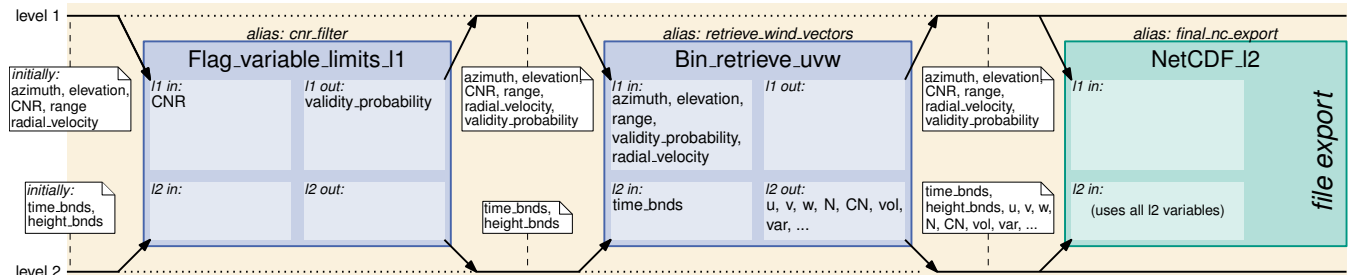 level 1
alias: cnr_filter
Flag_variable_limits_l1
l1 in:
CNR
l1 out:
validity_probability
l2 in:
l2 out:
initially:
azimuth, elevation,
CNR, range
radial_velocity
initially:
time_bnds,
height_bnds
azimuth, elevation,
CNR, range,
radial_velocity,
validity_probability
time_bnds,
height_bnds
alias: retrieve_wind_vectors
Bin_retrieve_uvw
l1 in:
azimuth, elevation,
range,
validity_probability,
radial_velocity
l1 out:
l2 in:
time_bnds
l2 out:
u, v, w, N, CN, vol,
var, ...
azimuth, elevation,
CNR, range,
radial_velocity,
validity_probability
time_bnds,
height_bnds, u, v, w,
N, CN, vol, var, ...
alias: final_nc_export
NetCDF_l2
l1 in:
l2 in:
(uses all l2 variables)
file export
level 2